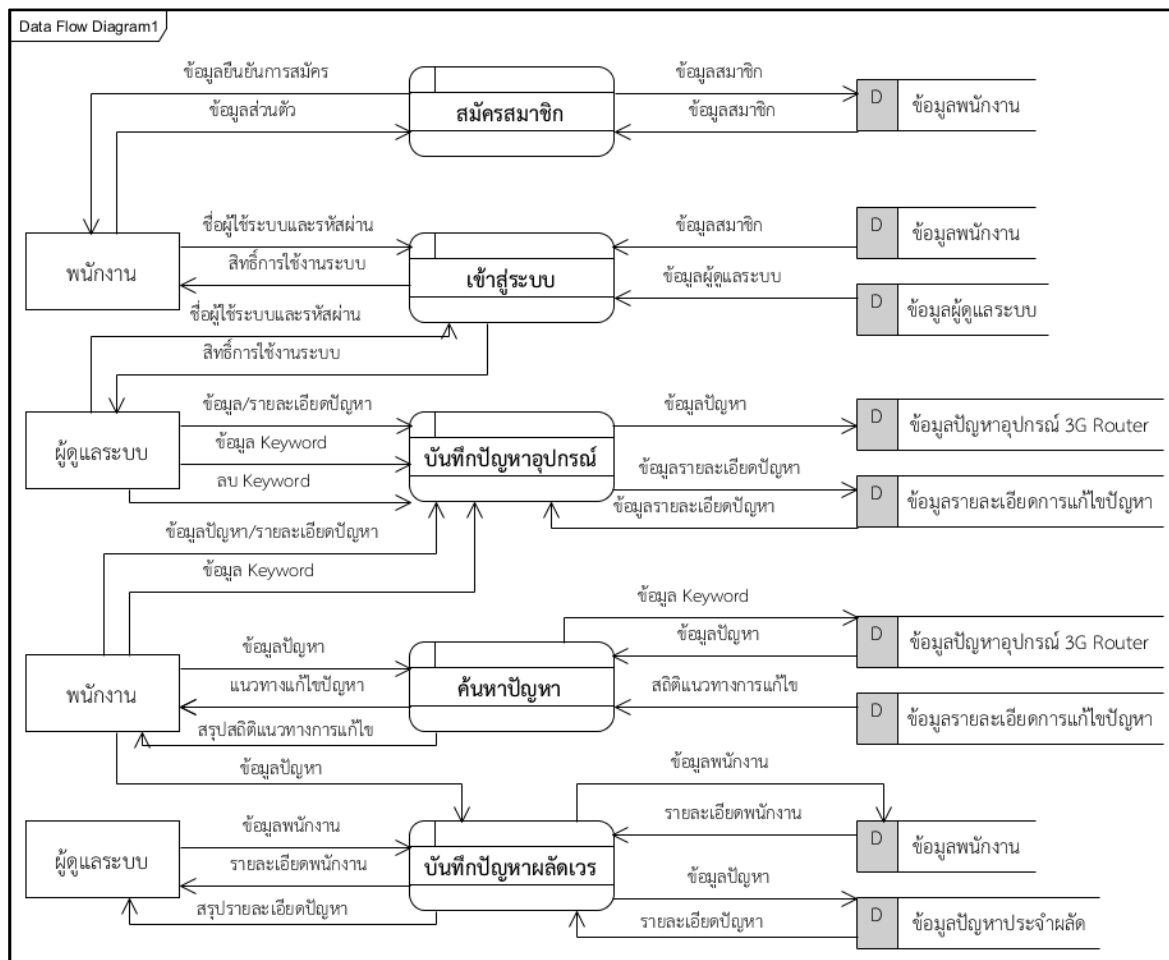 Data Flow Diagram1
ข้อมูลยืนยันการสมัคร
ข้อมูลส่วนตัว
สมัครสมาชิก
ข้อมูลสมาชิก
ข้อมูลสมาชิก
D
ข้อมูลพนักงาน
พนักงาน
ชื่อผู้ใช้ระบบและรหัสผ่าน
สิทธิ์การใช้งานระบบ
เข้าสู่ระบบ
ข้อมูลสมาชิก
ข้อมูลผู้ดูแลระบบ
D
ข้อมูลพนักงาน
D
ข้อมูลผู้ดูแลระบบ
ชื่อผู้ใช้ระบบและรหัสผ่าน
สิทธิ์การใช้งานระบบ
ผู้ดูแลระบบ
ข้อมูล/รายละเอียดปัญหา
ข้อมูล Keyword
ลบ Keyword
บันทึกปัญหาอุปกรณ์
ข้อมูลปัญหา
ข้อมูลรายละเอียดปัญหา
ข้อมูลรายละเอียดปัญหา
D
ข้อมูลปัญหาอุปกรณ์ 3G Router
D
ข้อมูลรายละเอียดการแก้ไขปัญหา
ข้อมูลปัญหา/รายละเอียดปัญหา
ข้อมูล Keyword
พนักงาน
ข้อมูลปัญหา
แนวทางแก้ไขปัญหา
สรุปสถิติแนวทางการแก้ไข
ค้นหาปัญหา
ข้อมูล Keyword
ข้อมูลปัญหา
สถิติแนวทางการแก้ไข
D
ข้อมูลปัญหาอุปกรณ์ 3G Router
D
ข้อมูลรายละเอียดการแก้ไขปัญหา
ข้อมูลปัญหา
ผู้ดูแลระบบ
ข้อมูลพนักงาน
รายละเอียดพนักงาน
สรุปรายละเอียดปัญหา
บันทึกปัญหาผลัดเวร
ข้อมูลพนักงาน
รายละเอียดพนักงาน
ข้อมูลปัญหา
รายละเอียดปัญหา
D
ข้อมูลพนักงาน
D
ข้อมูลปัญหาประจำผลัด